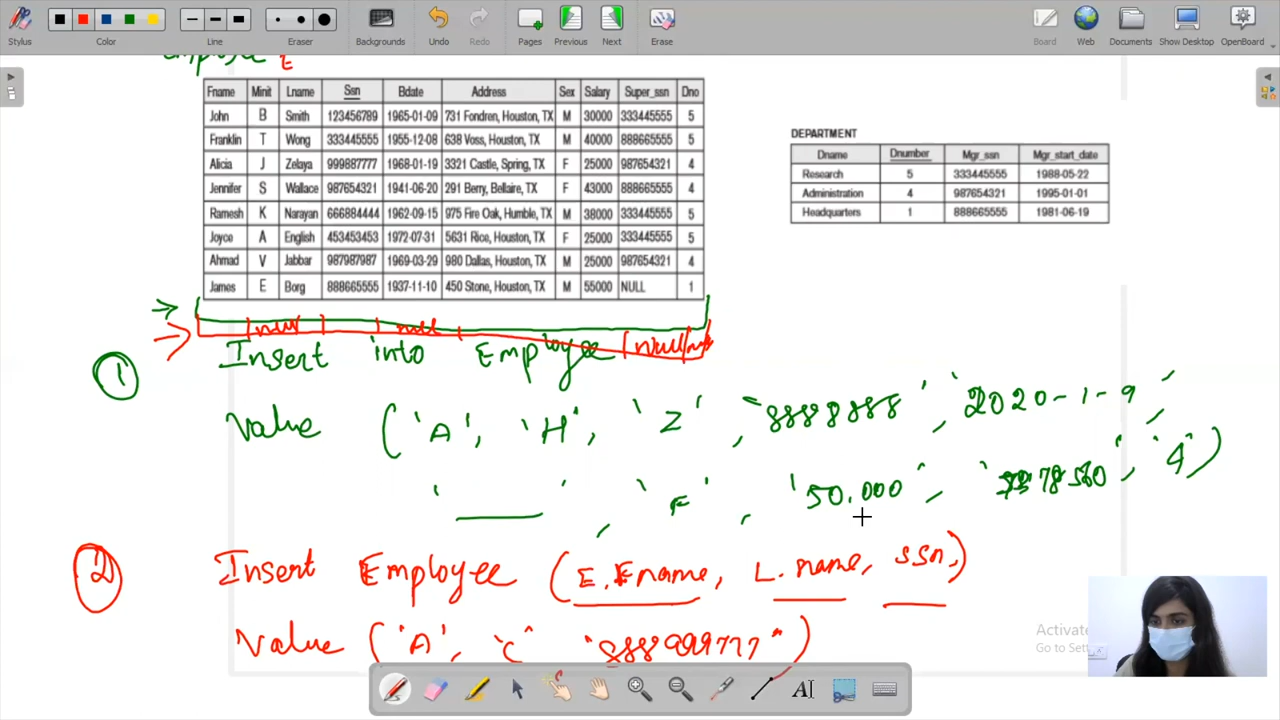 Stylus Color Line Eraser Backgrounds Undo Redo Pages Previous Next Erase Board Web Documents Show Desktop OpenBoard
E
Fname Minit Lname Ssn Bdate Address Sex Salary Super_ssn Dno
John B Smith 123456789 1965-01-09 731 Fondren, Houston, TX M 30000 333445555 5
Franklin T Wong 333445555 1955-12-08 638 Voss, Houston, TX M 40000 888665555 5
Alicia J Zelaya 999887777 1968-01-19 3321 Castle, Spring, TX F 25000 987654321 4
Jennifer S Wallace 987654321 1941-06-20 291 Berry, Bellaire, TX F 43000 888665555 4
Ramesh K Narayan 666884444 1962-09-15 975 Fire Oak, Humble, TX M 38000 333445555 5
Joyce A English 453453453 1972-07-31 5631 Rice, Houston, TX F 25000 333445555 5
Ahmad V Jabbar 987987987 1969-03-29 980 Dallas, Houston, TX M 25000 987654321 4
James E Borg 888665555 1937-11-10 450 Stone, Houston, TX M 55000 NULL 1
DEPARTMENT
Dname Dnumber Mgr_ssn Mgr_start_date
Research 5 333445555 1988-05-22
Administration 4 987654321 1995-01-01
Headquarters 1 888665555 1981-06-19
null null Null
① Insert into Employee
Value ('A', 'H', 'Z', '8888888', '2020-1-9',
'____', 'F', '50.000', '4')
② Insert Employee (E.Fname, L.name, SSn,)
Value ('A', 'C' "888999777")
Activate
Go to Sett